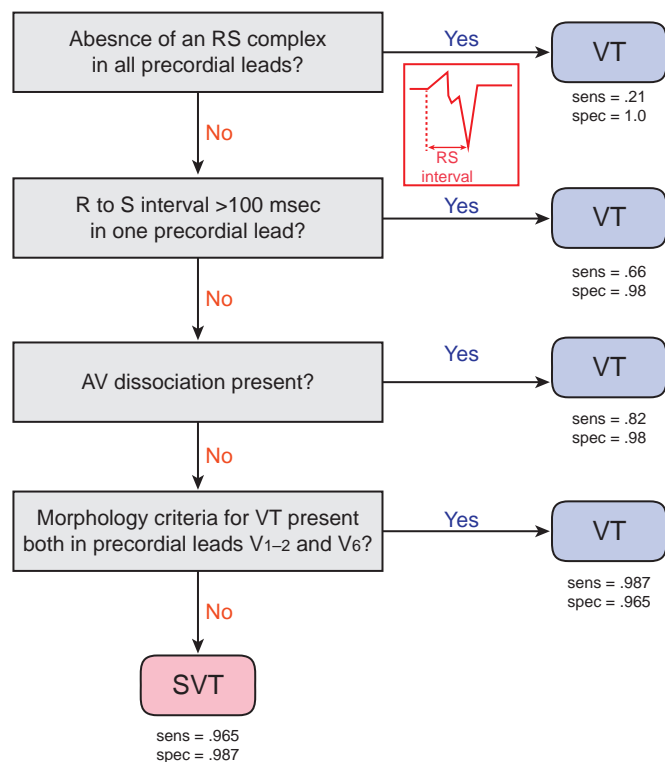 Abesnce of an RS complex
in all precordial leads?
Yes
VT
sens = .21
spec = 1.0
RS
interval
No
R to S interval >100 msec
in one precordial lead?
Yes
VT
sens = .66
spec = .98
No
AV dissociation present?
Yes
VT
sens = .82
spec = .98
No
Morphology criteria for VT present
both in precordial leads V1–2 and V6?
Yes
VT
sens = .987
spec = .965
No
SVT
sens = .965
spec = .987